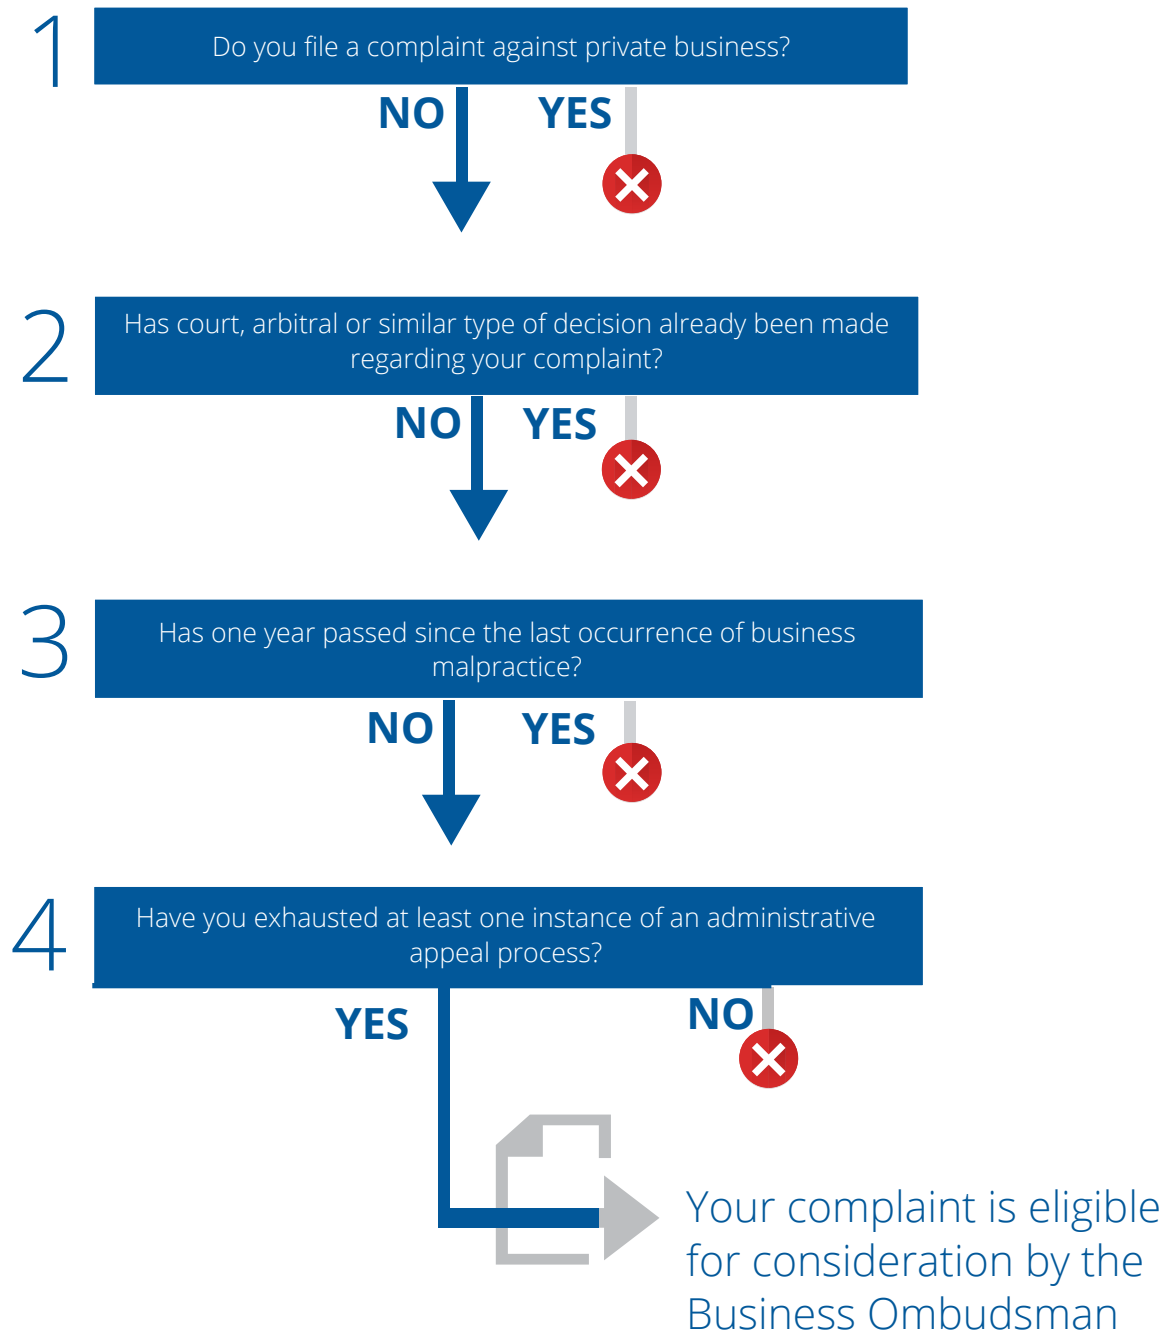 1
Do you file a complaint against private business?
NO YES
2
Has court, arbitral or similar type of decision already been made
regarding your complaint?
NO YES
3
Has one year passed since the last occurrence of business
malpractice?
NO YES
4
Have you exhausted at least one instance of an administrative
appeal process?
YES NO
Your complaint is eligible
for consideration by the
Business Ombudsman